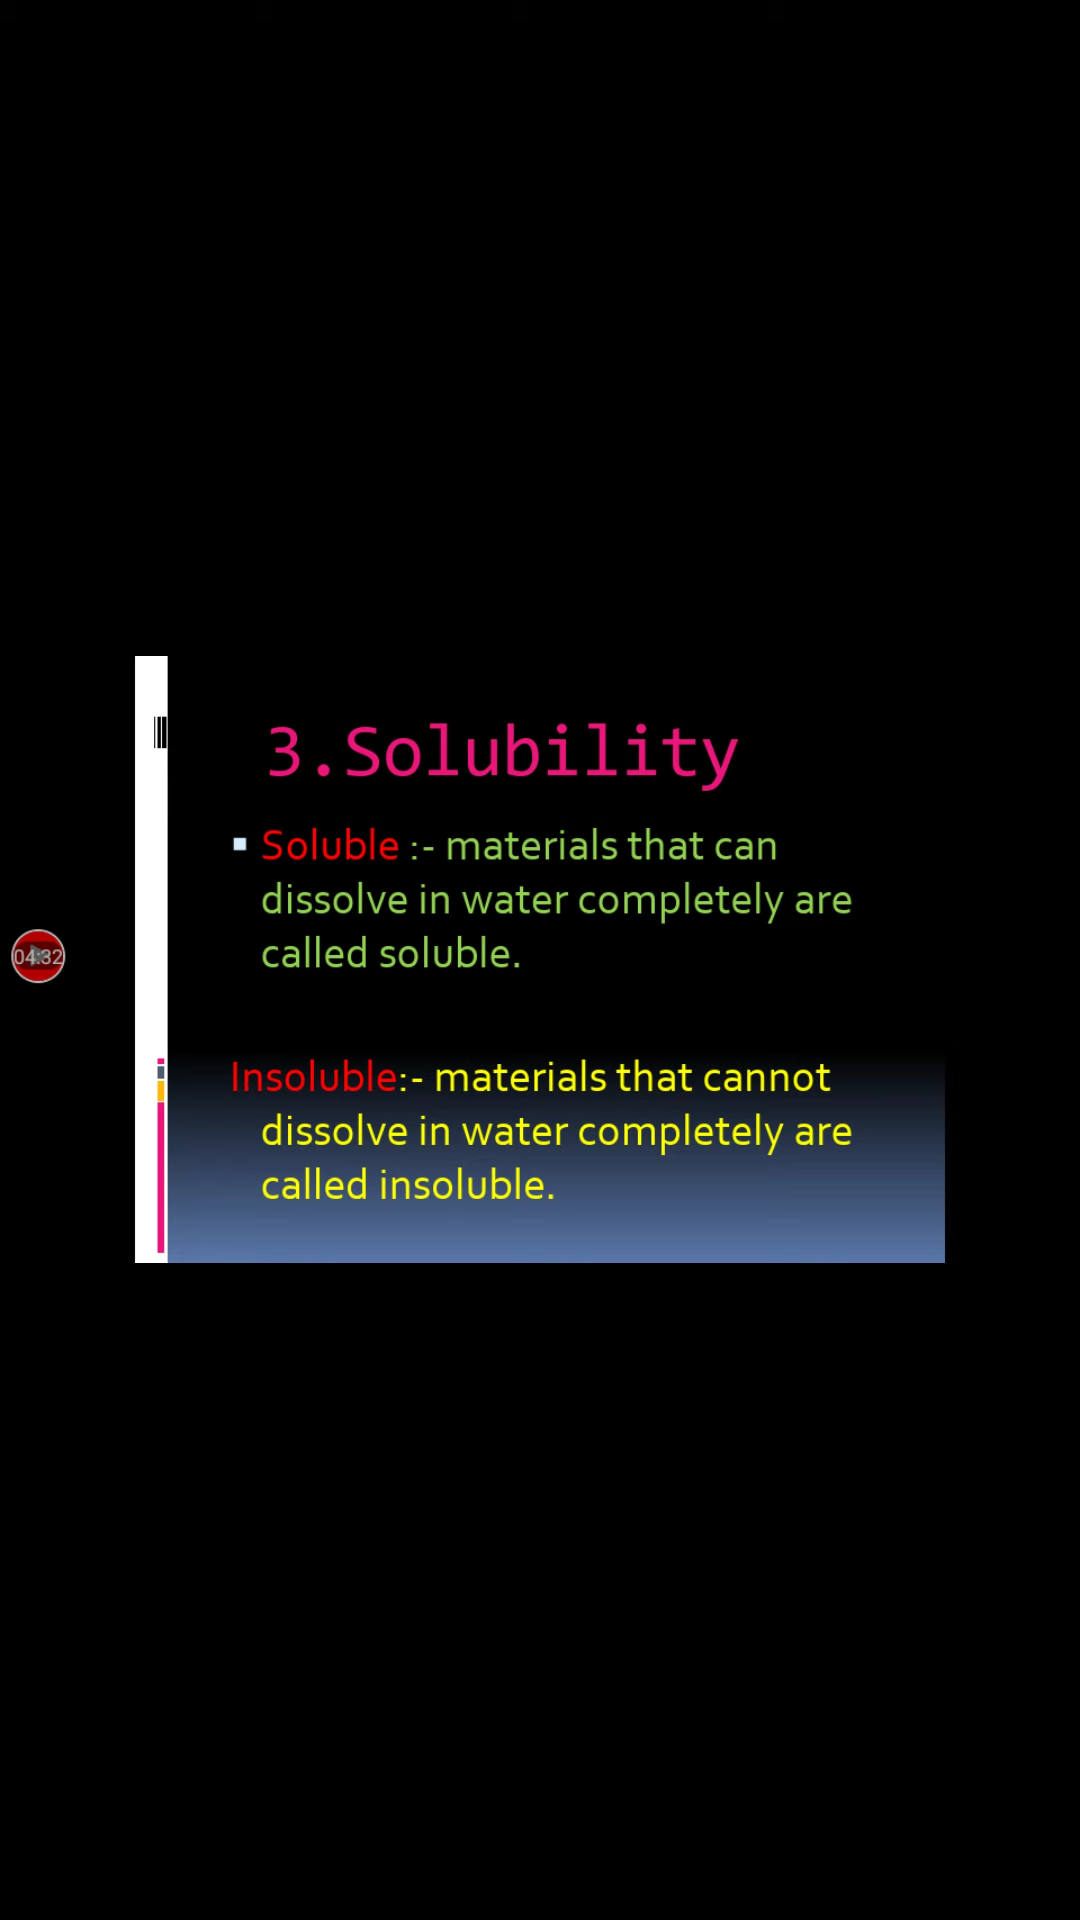 3.Solubility
Soluble :- materials that can
dissolve in water completely are
called soluble.
Insoluble:- materials that cannot
dissolve in water completely are
called insoluble.
04:32